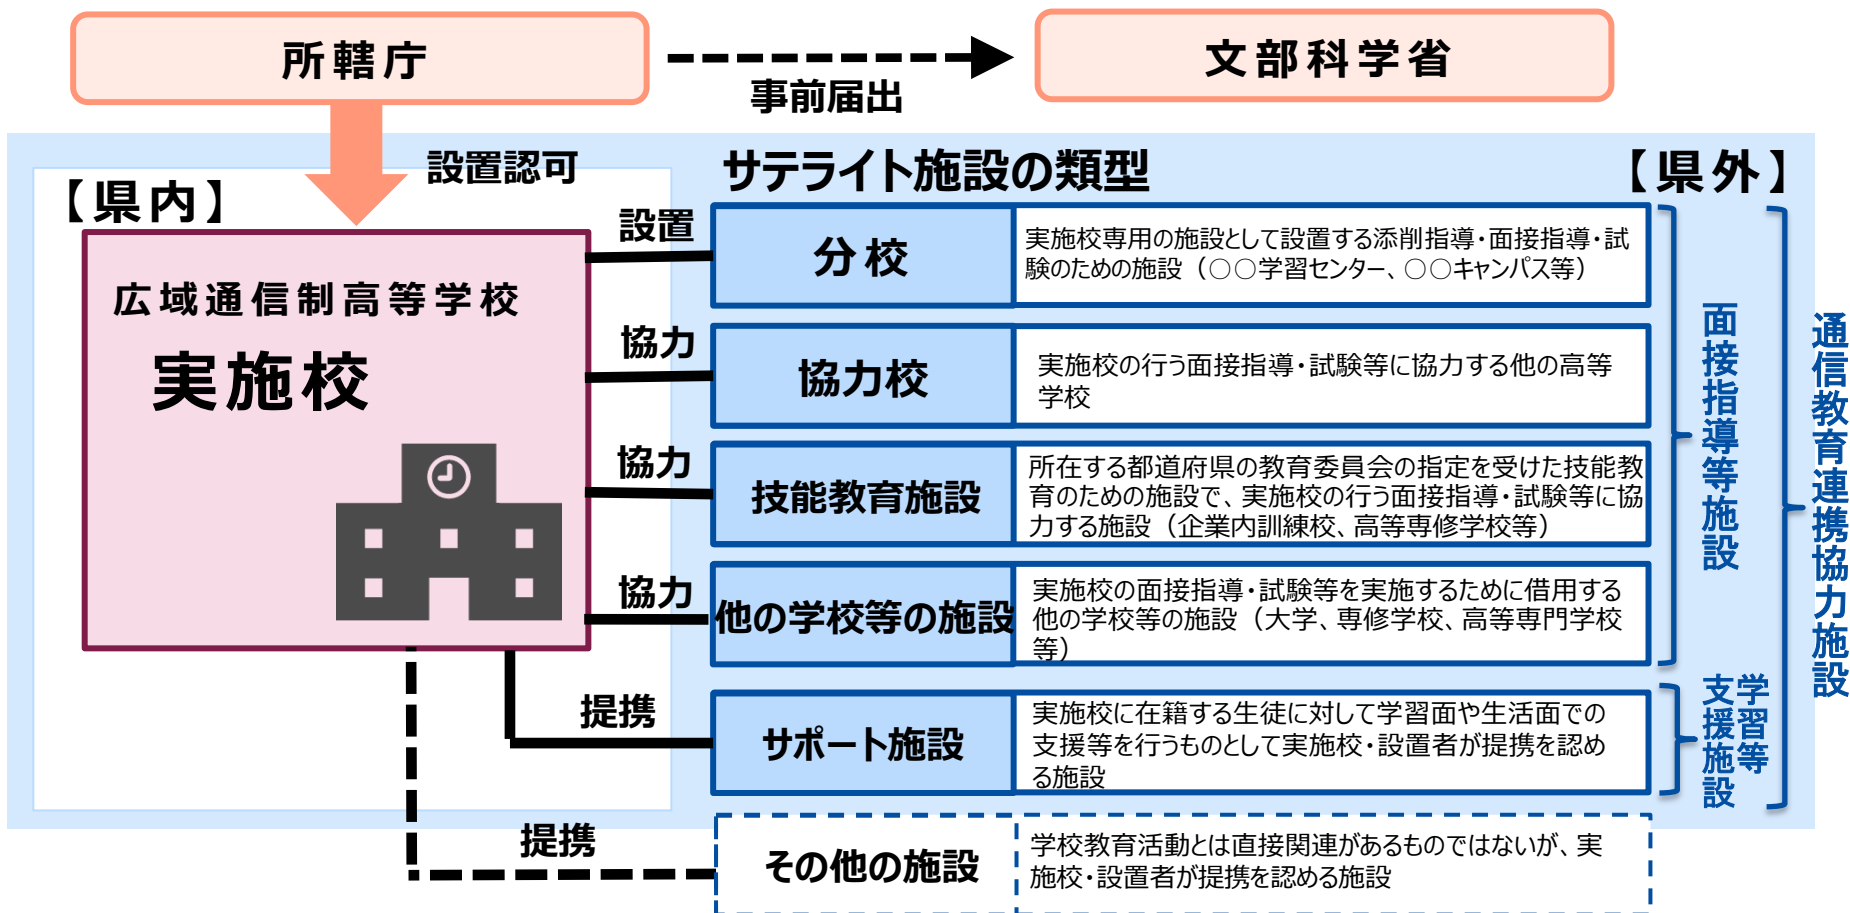 所轄庁
事前届出
文部科学省
設置認可
サテライト施設の類型
【県外】
【県内】
広域通信制高等学校
実施校
設置
分校
実施校専用の施設として設置する添削指導・面接指導・試
験のための施設（○○学習センター、○○キャンパス等）
協力
協力校
実施校の行う面接指導・試験等に協力する他の高等
学校
協力
技能教育施設
所在する都道府県の教育委員会の指定を受けた技能教
育のための施設で、実施校の行う面接指導・試験等に協
力する施設（企業内訓練校、高等専修学校等）
協力
他の学校等の施設
実施校の面接指導・試験等を実施するために借用する
他の学校等の施設（大学、専修学校、高等専門学校
等）
提携
サポート施設
実施校に在籍する生徒に対して学習面や生活面での
支援等を行うものとして実施校・設置者が提携を認め
る施設
提携
その他の施設
学校教育活動とは直接関連があるものではないが、実
施校・設置者が提携を認める施設
面接指導等施設
学習等
支援施設
通信教育連携協力施設